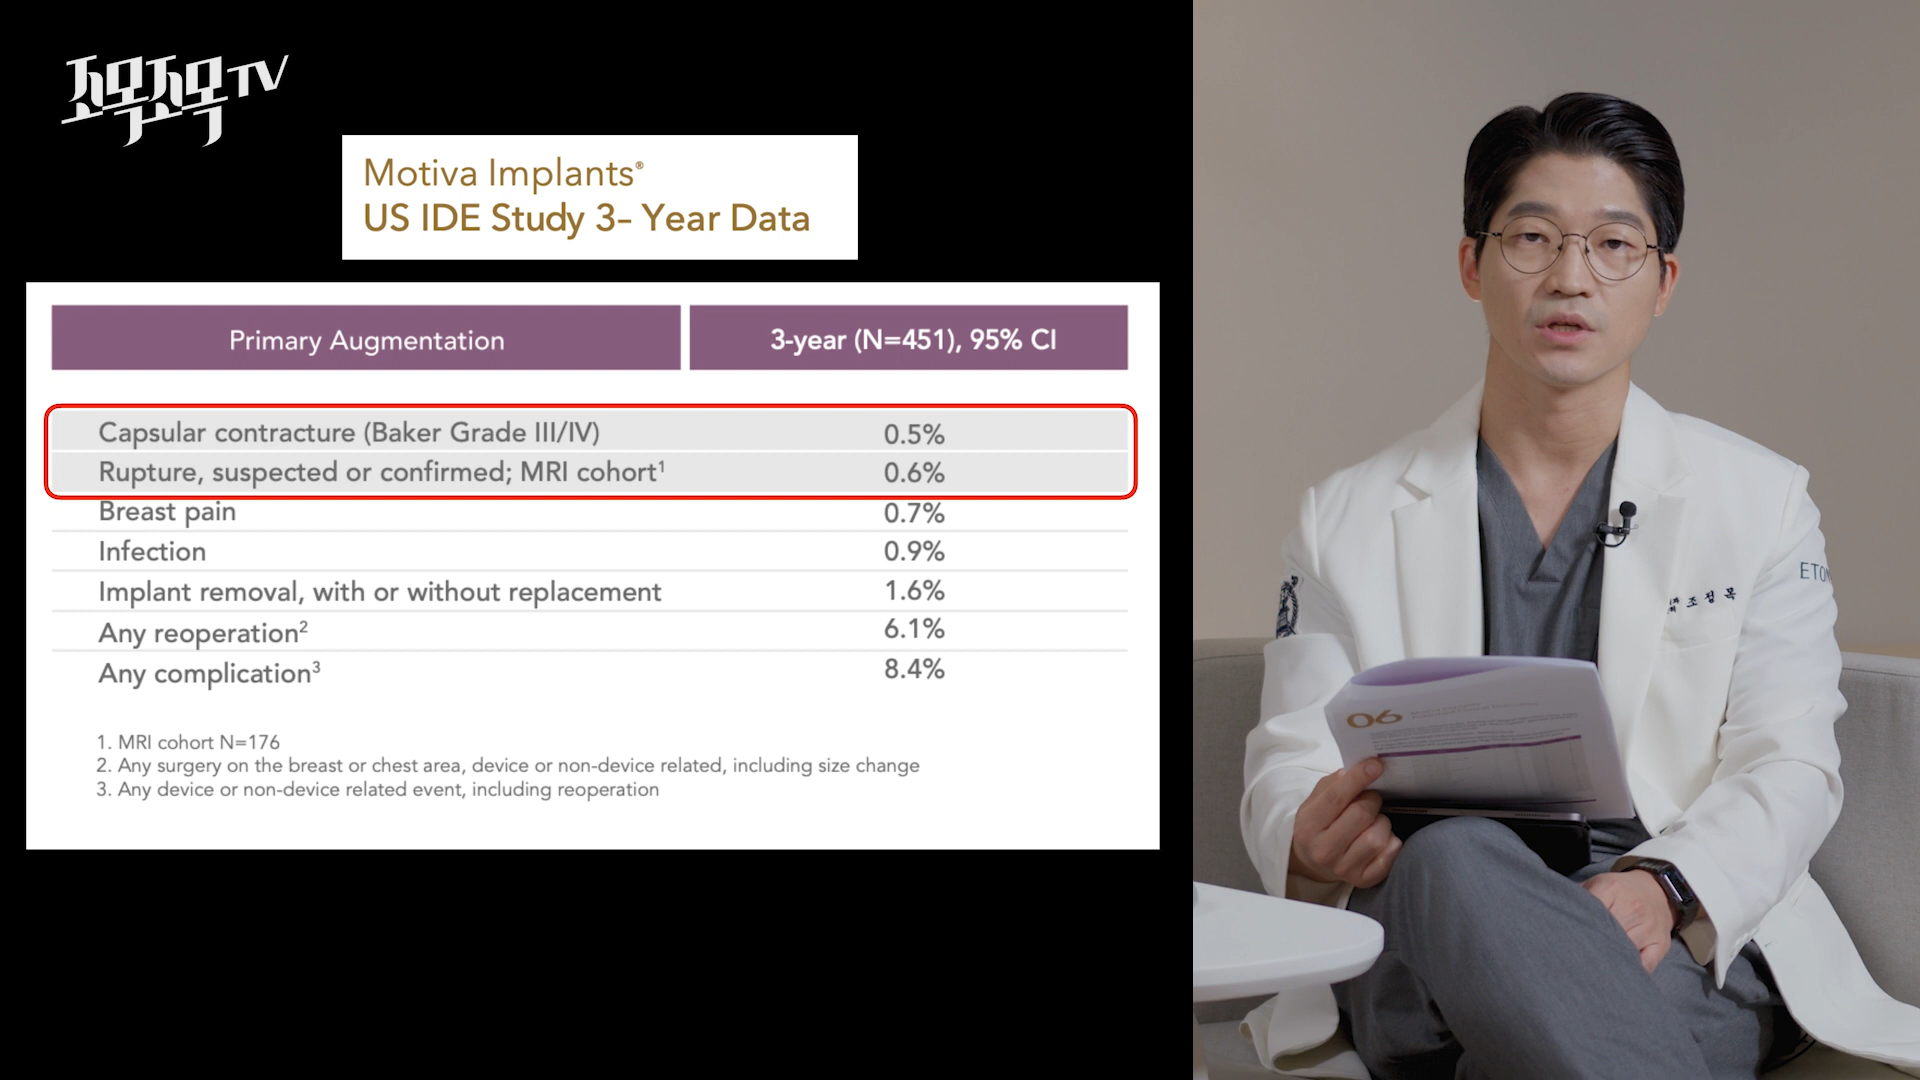 조목조목TV
Motiva Implants®
US IDE Study 3– Year Data
Primary Augmentation
3-year (N=451), 95% CI
Capsular contracture (Baker Grade III/IV)
0.5%
Rupture, suspected or confirmed; MRI cohort¹
0.6%
Breast pain
0.7%
Infection
0.9%
Implant removal, with or without replacement
1.6%
Any reoperation²
6.1%
Any complication³
8.4%
1. MRI cohort N=176
2. Any surgery on the breast or chest area, device or non-device related, including size change
3. Any device or non-device related event, including reoperation
조정목
06